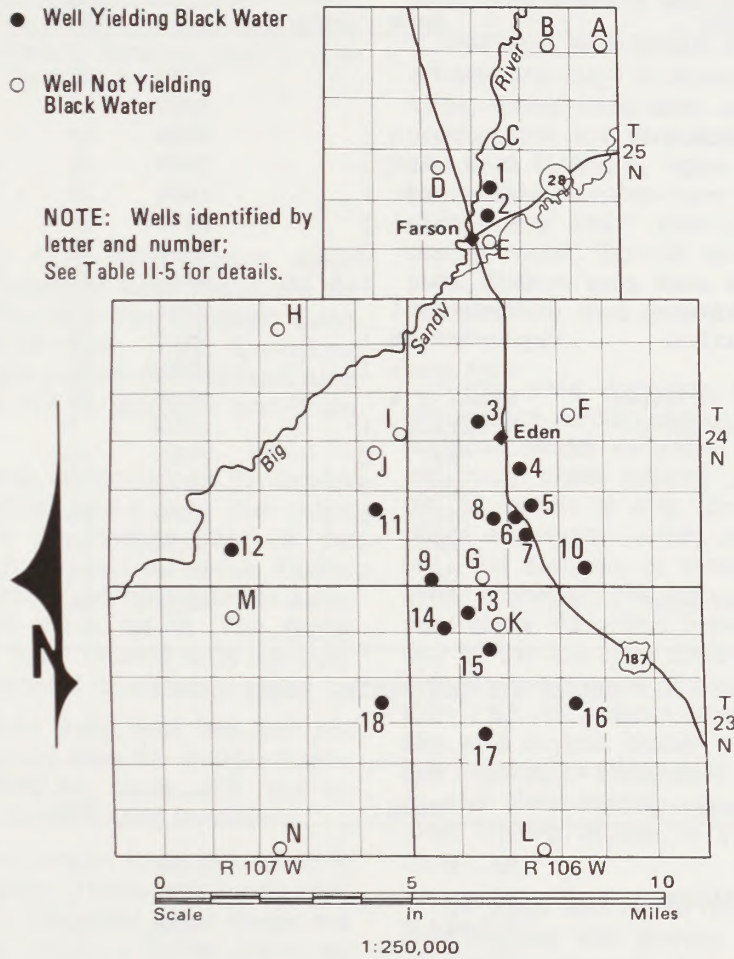 Well Yielding Black Water
Well Not Yielding
Black Water
NOTE: Wells identified by
letter and number;
See Table II-5 for details.
B
A
River
C
T
25
N
D
1
28
2
Farson
E
H
Sandy
I
3
F
T
24
N
Eden
J
Big
4
11
8
5
6
7
12
10
9
G
M
13
14
K
N
15
187
18
16
T
23
N
17
N
L
R 107 W
R 106 W
0
5
10
Scale
in
Miles
1:250,000